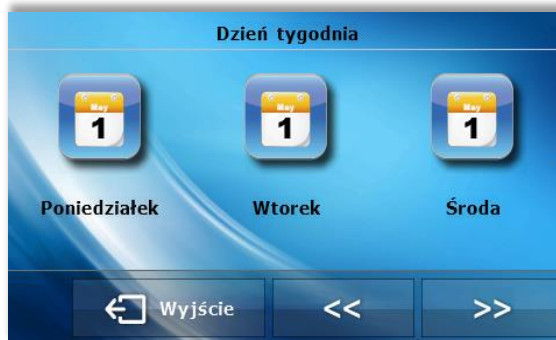 Dzień tygodnia
May May May
1 1 1
Poniedziałek Wtorek Środa
Wyjście << >>